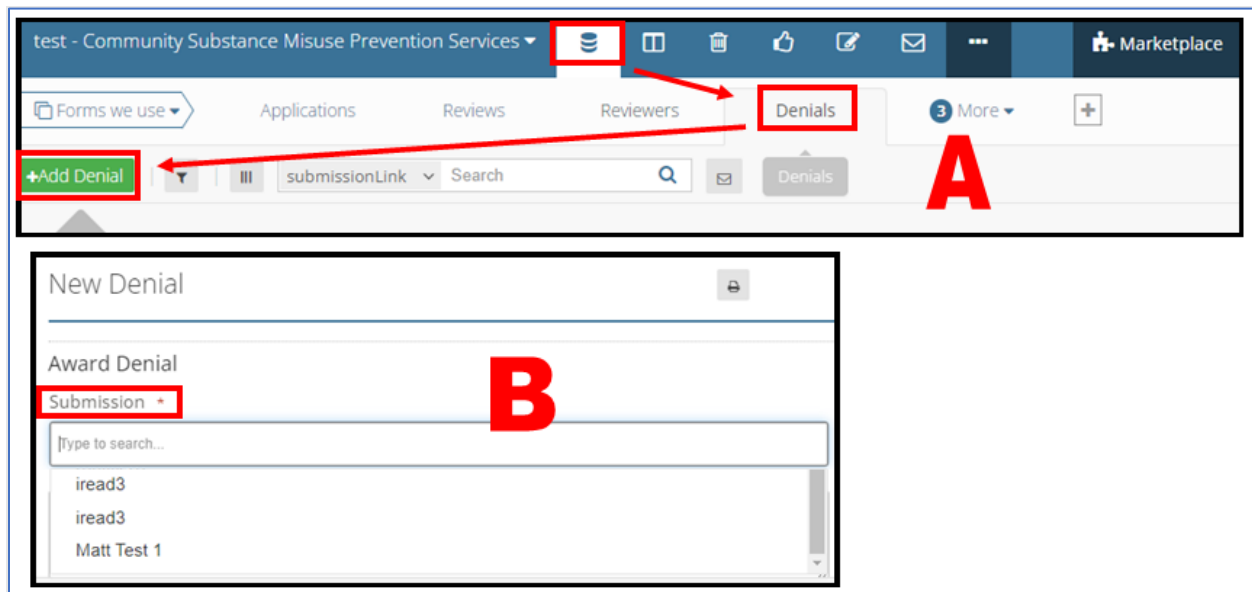 test - Community Substance Misuse Prevention Services Marketplace
Forms we use Applications Reviews Reviewers Denials 3 More +
+Add Denial submissionLink Search Denials
A
New Denial
Award Denial
B
Submission *
Type to search...
iread3
iread3
Matt Test 1